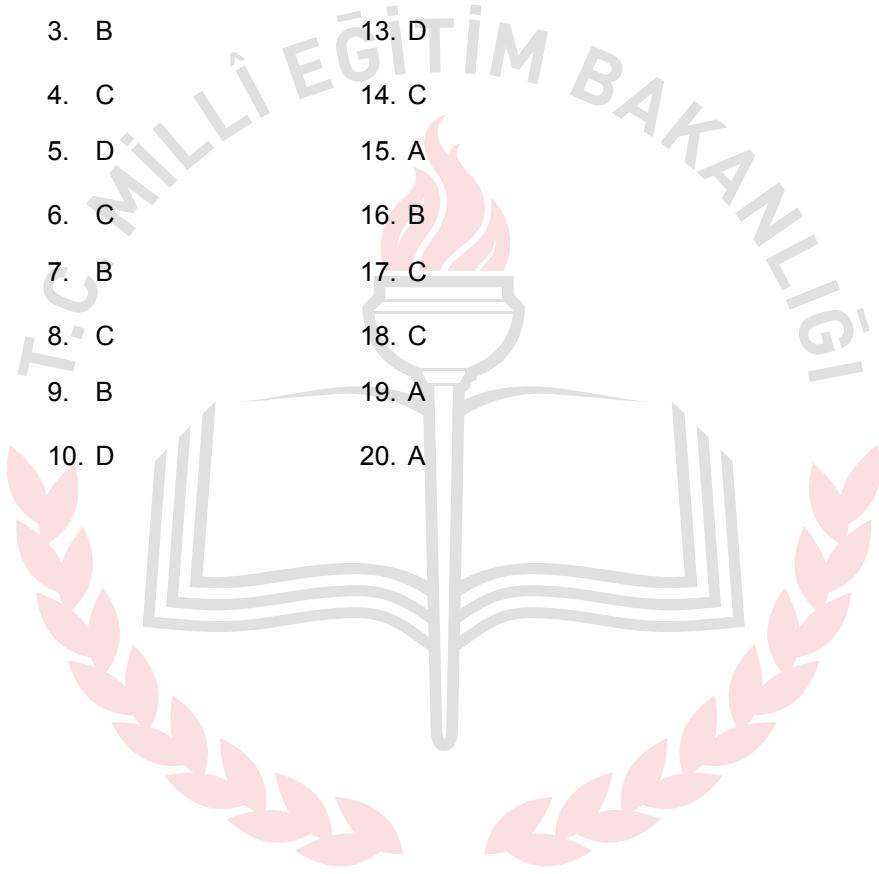 T.C. MİLLÎ EĞİTİM BAKANLIĞI
3. B
4. C
5. D
6. C
7. B
8. C
9. B
10. D
13. D
14. C
15. A
16. B
17. C
18. C
19. A
20. A